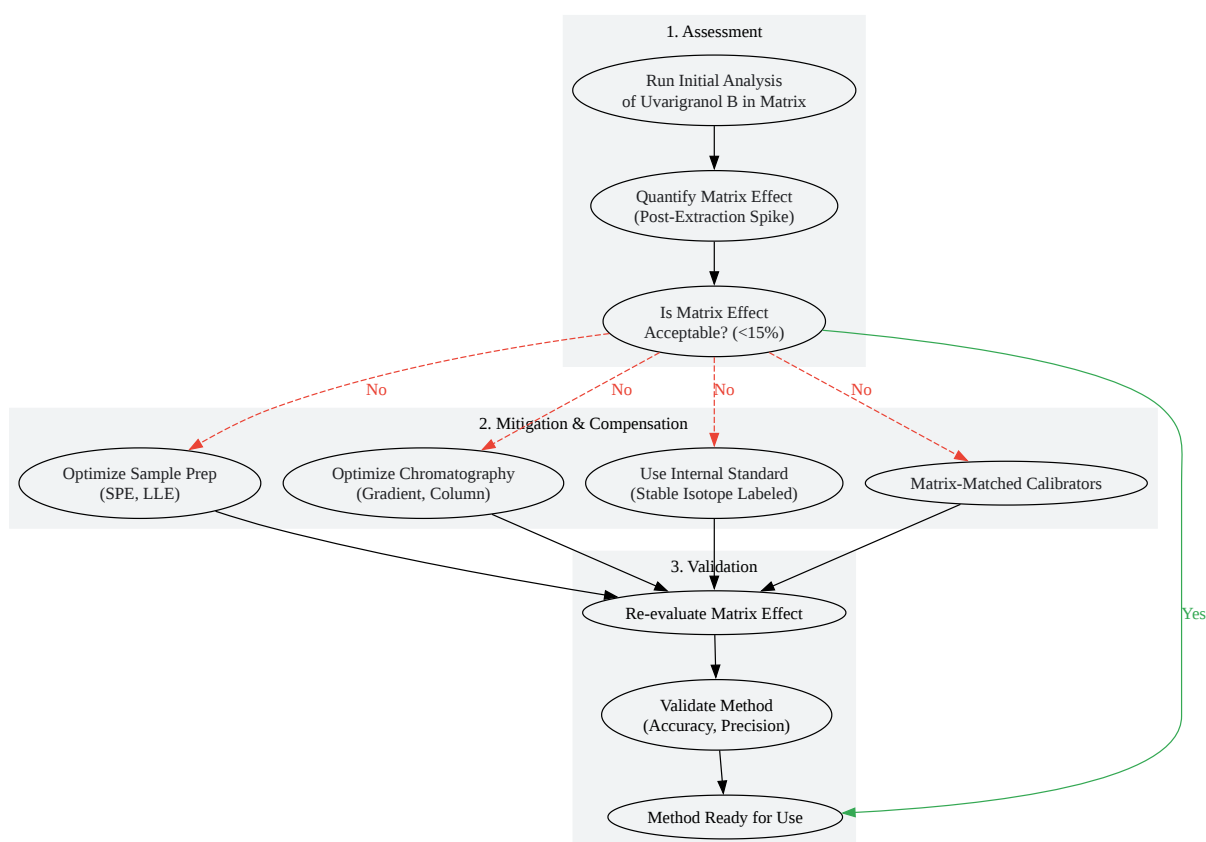 1. Assessment
Run Initial Analysis
of Uvarigranol B in Matrix
Quantify Matrix Effect
(Post-Extraction Spike)
Is Matrix Effect
Acceptable? (<15%)
No
No
No
No
2. Mitigation & Compensation
Optimize Sample Prep
(SPE, LLE)
Optimize Chromatography
(Gradient, Column)
Use Internal Standard
(Stable Isotope Labeled)
Matrix-Matched Calibrators
3. Validation
Re-evaluate Matrix Effect
Yes
Validate Method
(Accuracy, Precision)
Method Ready for Use